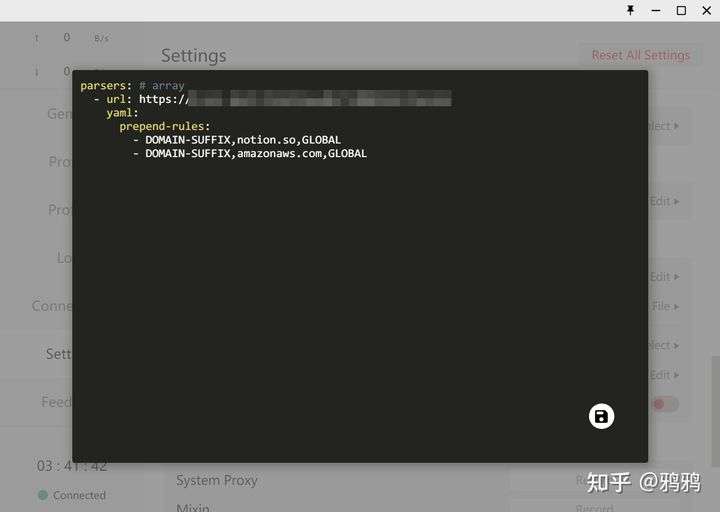 ↑ 0 B/s
Settings
Reset All Settings
↓ 0
parsers: # array
- url: https://
yaml:
prepend-rules:
- DOMAIN-SUFFIX,notion.so,GLOBAL
- DOMAIN-SUFFIX,amazonaws.com,GLOBAL
Gen
elect
Pro
Edit
Prof
Lo
Edit
Conne
File
Sett
elect
Edit
Feed
03 : 41 : 42
System Proxy
Re
Connected
Mixin
Record
知乎 @鸦鸦